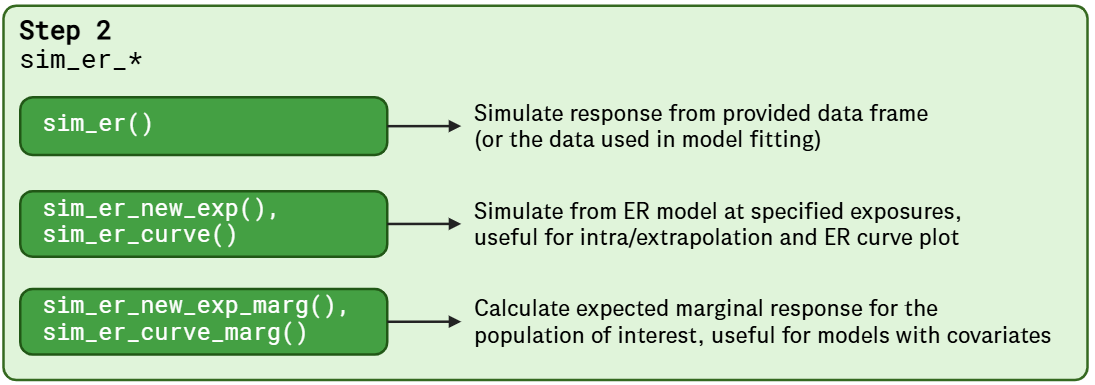 Step 2
sim_er_*
sim_er()
Simulate response from provided data frame
(or the data used in model fitting)
sim_er_new_exp(),
sim_er_curve()
Simulate from ER model at specified exposures,
useful for intra/extrapolation and ER curve plot
sim_er_new_exp_marg(),
sim_er_curve_marg()
Calculate expected marginal response for the
population of interest, useful for models with covariates